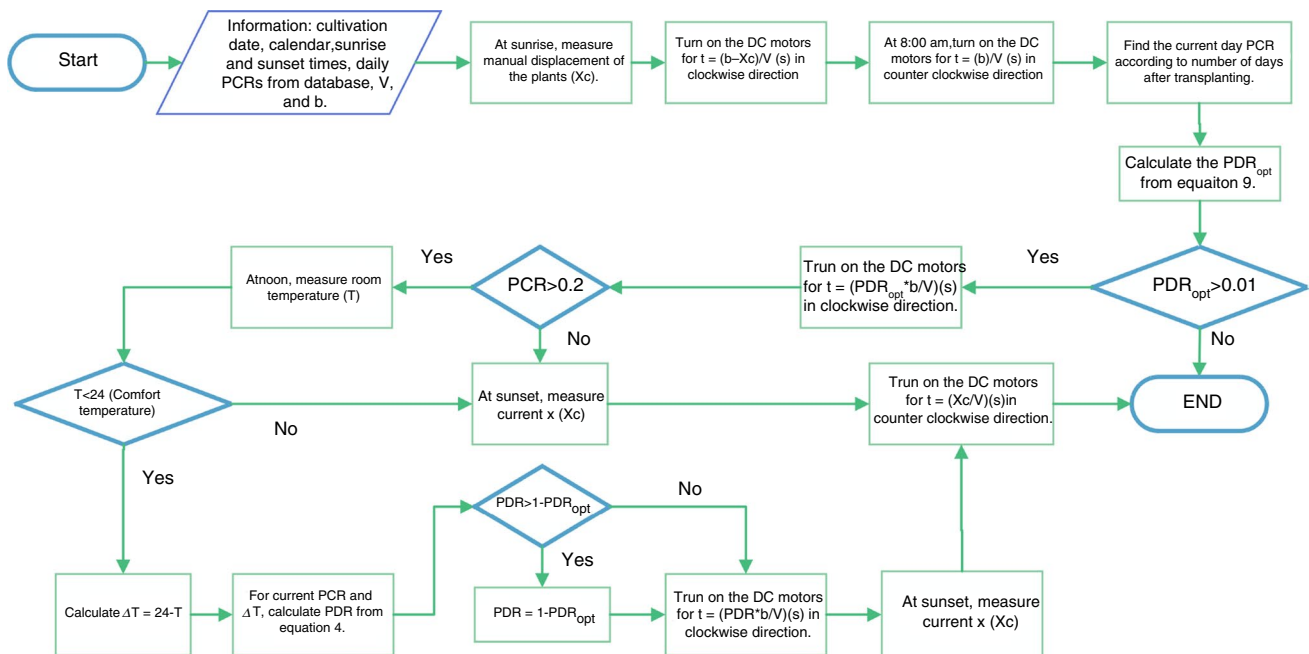 Start
Information: cultivation
date, calendar,sunrise
and sunset times, daily
PCRs from database, V,
and b.
At sunrise, measure
manual displacement of
the plants (Xc).
Turn on the DC motors
for t = (b–Xc)/V (s) in
clockwise direction
At 8:00 am,turn on the DC
motors for t = (b)/V (s) in
counter clockwise direction
Find the current day PCR
according to number of days
after transplanting.
Calculate the PDRopt
from equaiton 9.
PDRopt>0.01
Yes
No
Trun on the DC motors
for t = (PDRopt*b/V)(s)
in clockwise direction.
PCR>0.2
Yes
No
Atnoon, measure room
temperature (T)
T<24 (Comfort
temperature)
No
Yes
At sunset, measure
current x (Xc)
Trun on the DC motors
for t = (Xc/V)(s)in
counter clockwise direction.
END
Calculate ΔT = 24-T
For current PCR and
ΔT, calculate PDR from
equation 4.
PDR>1-PDRopt
No
Yes
PDR = 1-PDRopt
Trun on the DC motors
for t = (PDR*b/V)(s) in
clockwise direction.
At sunset, measure
current x (Xc)